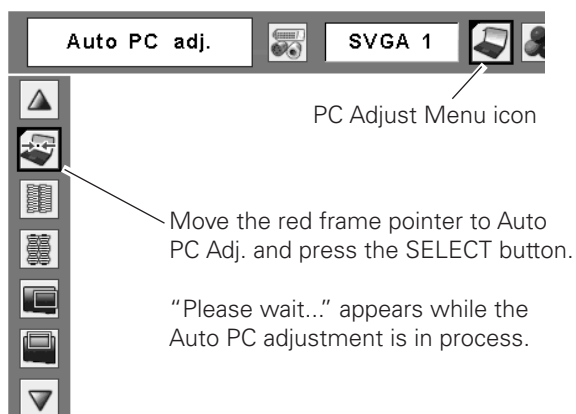 Auto PC adj.
SVGA 1
PC Adjust Menu icon
Move the red frame pointer to Auto
PC Adj. and press the SELECT button.
“Please wait...” appears while the
Auto PC adjustment is in process.